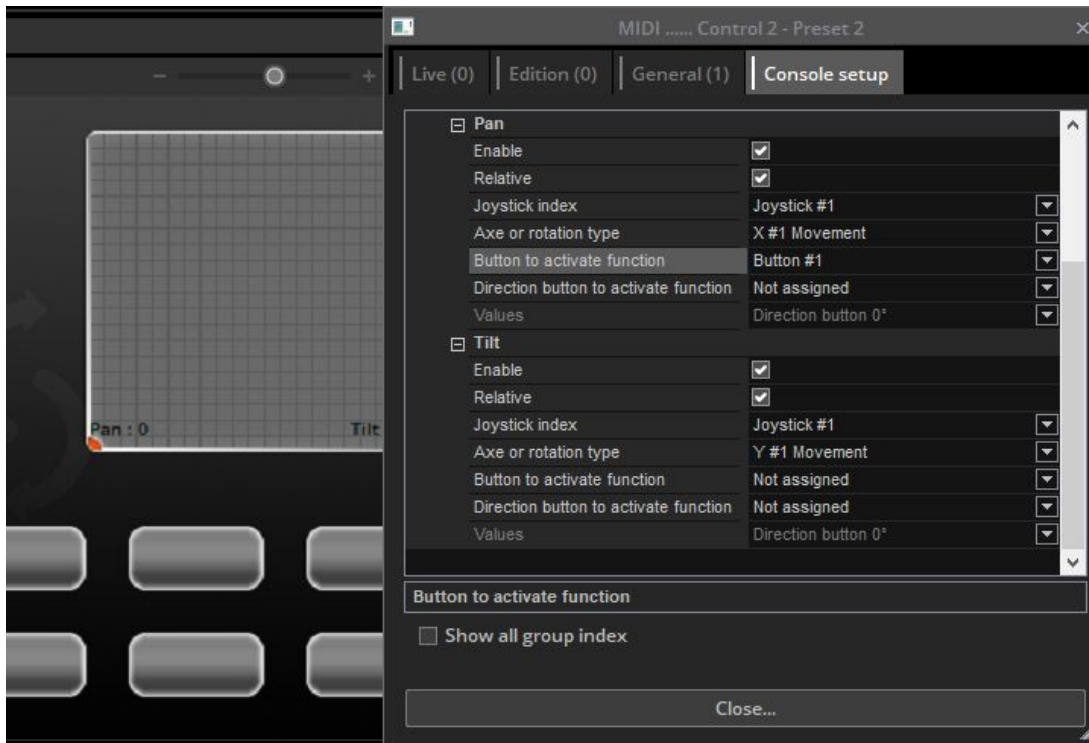 MIDI ...... Control 2 - Preset 2
Live (0) Edition (0) General (1) Console setup
Pan
Enable
Relative
Joystick index Joystick #1
Axe or rotation type X #1 Movement
Button to activate function Button #1
Direction button to activate function Not assigned
Values Direction button 0°
Tilt
Enable
Relative
Joystick index Joystick #1
Axe or rotation type Y #1 Movement
Button to activate function Not assigned
Direction button to activate function Not assigned
Values Direction button 0°
Button to activate function
Show all group index
Close...
Pan : 0 Tilt